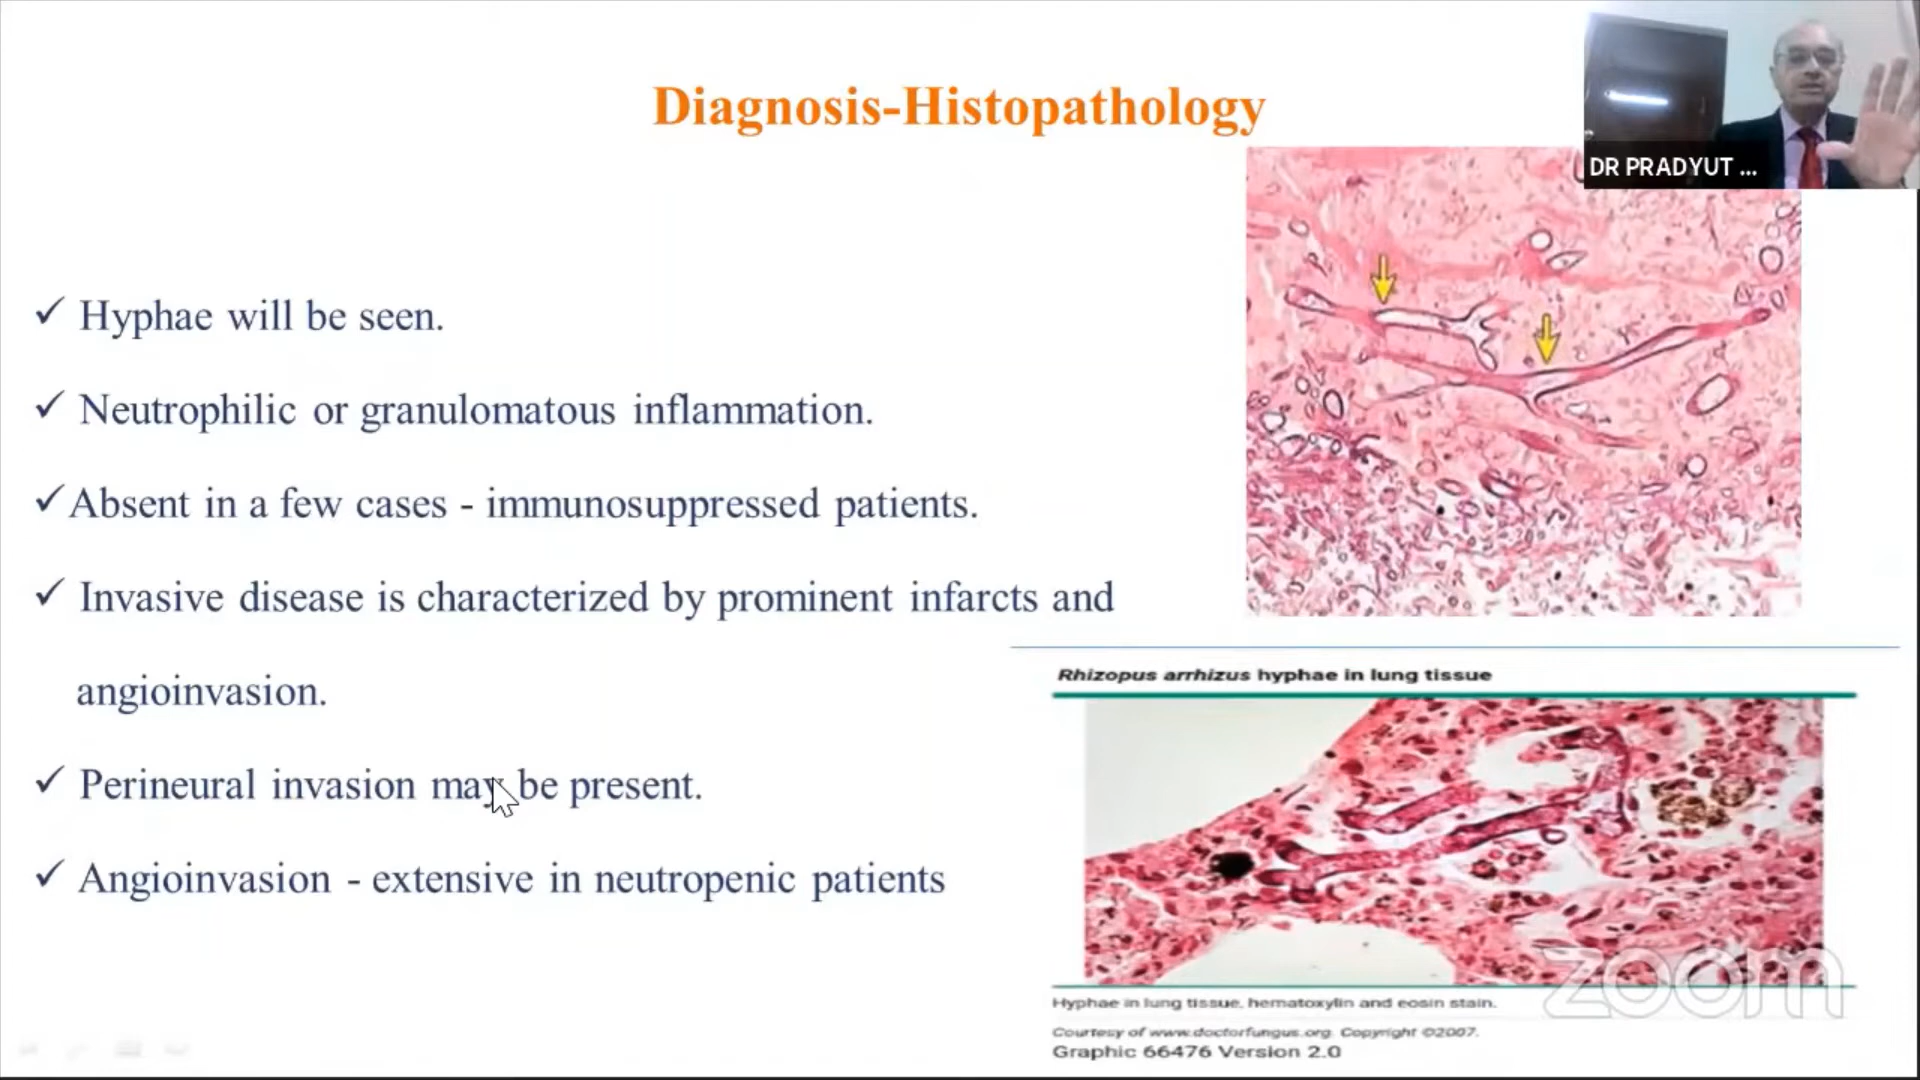 Diagnosis-Histopathology
DR PRADYUT ...
✓ Hyphae will be seen.
✓ Neutrophilic or granulomatous inflammation.
✓ Absent in a few cases - immunosuppressed patients.
✓ Invasive disease is characterized by prominent infarcts and
angioinvasion.
✓ Perineural invasion may be present.
✓ Angioinvasion - extensive in neutropenic patients
Rhizopus arrhizus hyphae in lung tissue
Hyphae in lung tissue, hematoxylin and eosin stain.
Courtesy of www.doctorfungus.org. Copyright ©2007.
Graphic 66476 Version 2.0
zoom